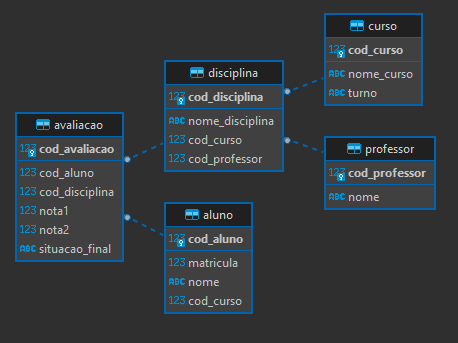 curso
123 cod_curso
ABC nome_curso
ABC turno
disciplina
123 cod_disciplina
ABC nome_disciplina
123 cod_curso
123 cod_professor
avaliacao
123 cod_avaliacao
123 cod_aluno
123 cod_disciplina
123 nota1
123 nota2
ABC situacao_final
professor
123 cod_professor
ABC nome
aluno
123 cod_aluno
123 matricula
ABC nome
123 cod_curso